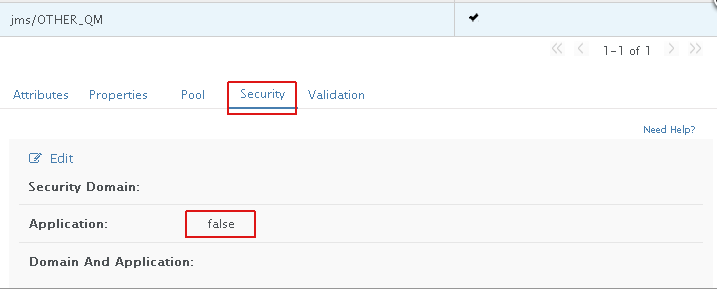 jms/OTHER_QM
1-1 of 1
Attributes Properties Pool Security Validation
Need Help?
Edit
Security Domain:
Application: false
Domain And Application: